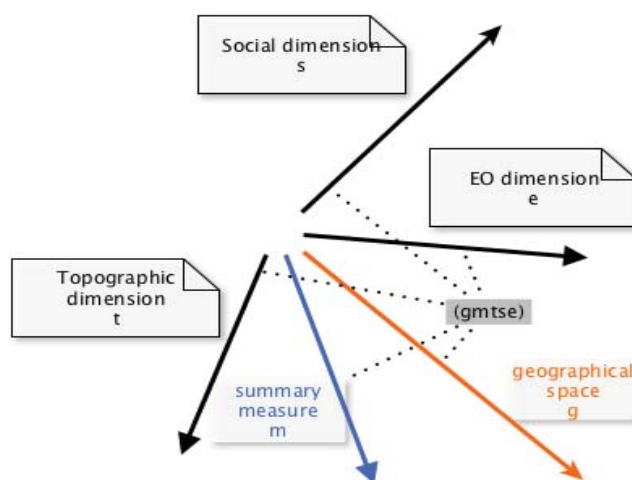 Social dimension
s
EO dimension
e
Topographic
dimension
t
(gmtse)
summary
measure
m
geographical
space
g